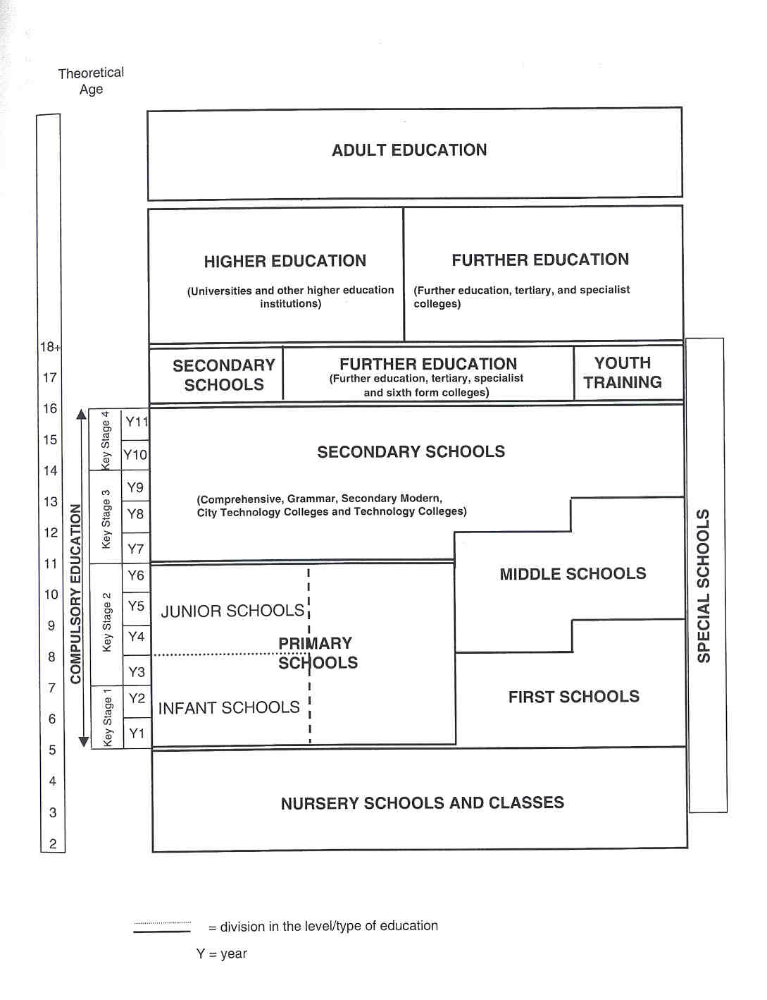 Theoretical
Age
ADULT EDUCATION
HIGHER EDUCATION
(Universities and other higher education
institutions)
FURTHER EDUCATION
(Further education, tertiary, and specialist
colleges)
18+
17
16
15
14
13
12
11
10
9
8
7
6
5
4
3
2
SECONDARY
SCHOOLS
FURTHER EDUCATION
(Further education, tertiary, specialist
and sixth form colleges)
YOUTH
TRAINING
COMPULSORY EDUCATION
Key Stage 4
Key Stage 3
Key Stage 2
Key Stage 1
Y11
Y10
Y9
Y8
Y7
Y6
Y5
Y4
Y3
Y2
Y1
SECONDARY SCHOOLS
(Comprehensive, Grammar, Secondary Modern,
City Technology Colleges and Technology Colleges)
MIDDLE SCHOOLS
JUNIOR SCHOOLS
PRIMARY
SCHOOLS
INFANT SCHOOLS
FIRST SCHOOLS
SPECIAL SCHOOLS
NURSERY SCHOOLS AND CLASSES
= division in the level/type of education
Y = year